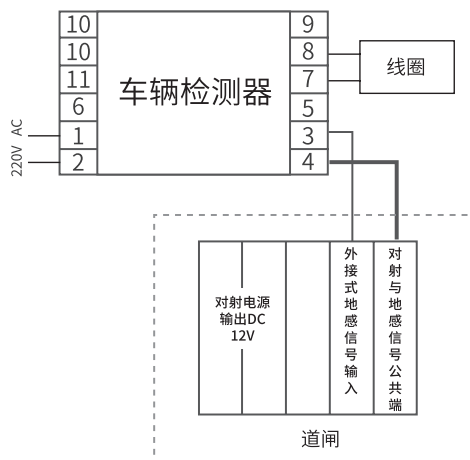 10
10
11
6
1
2
220V AC
车辆检测器
9
8
7
5
3
4
线圈
对射电源
输出DC
12V
外接式地感信号输入
对射与地感信号公共端
道闸